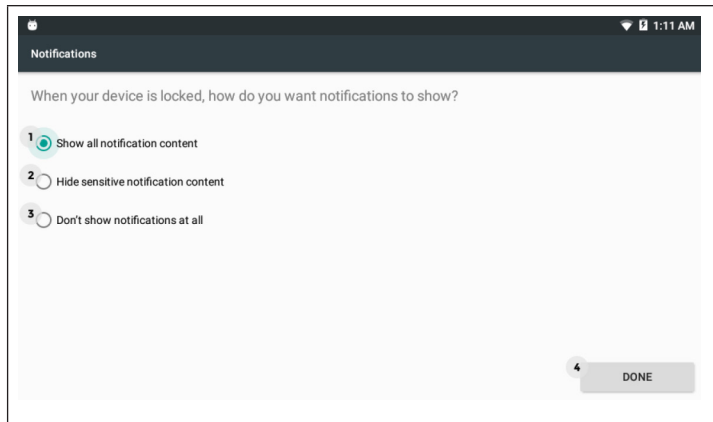 1:11 AM
Notifications
When your device is locked, how do you want notifications to show?
1 Show all notification content
2 Hide sensitive notification content
3 Don't show notifications at all
4 DONE